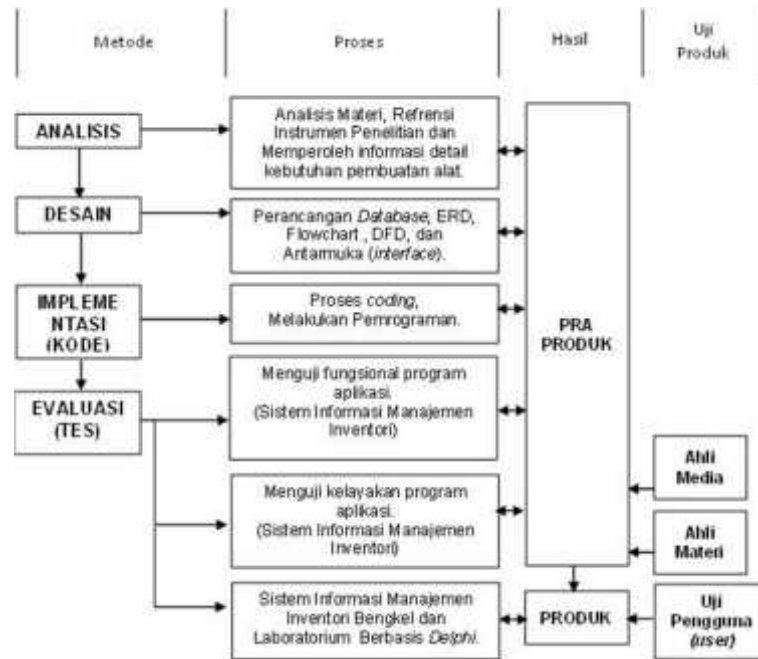 Metode
Proses
Hasil
Uji
Produk
ANALISIS
Analisis Materi, Refrensi
Instrumen Penelitian dan
Memperoleh informasi detail
kebutuhan pembuatan alat.
DESAIN
Perancangan Database, ERD,
Flowchart , DFD, dan
Antarmuka (interface).
IMPLEME
NTASI
(KODE)
Proses coding,
Melakukan Pemrograman.
PRA
PRODUK
EVALUASI
(TES)
Menguji fungsional program
aplikasi.
(Sistem Informasi Manajemen
Inventori)
Menguji kelayakan program
aplikasi.
(Sistem Informasi Manajemen
Inventori)
Ahli
Media
Ahli
Materi
Sistem Informasi Manajemen
Inventori Bengkel dan
Laboratorium Berbasis Delphi.
PRODUK
Uji
Pengguna
(user)